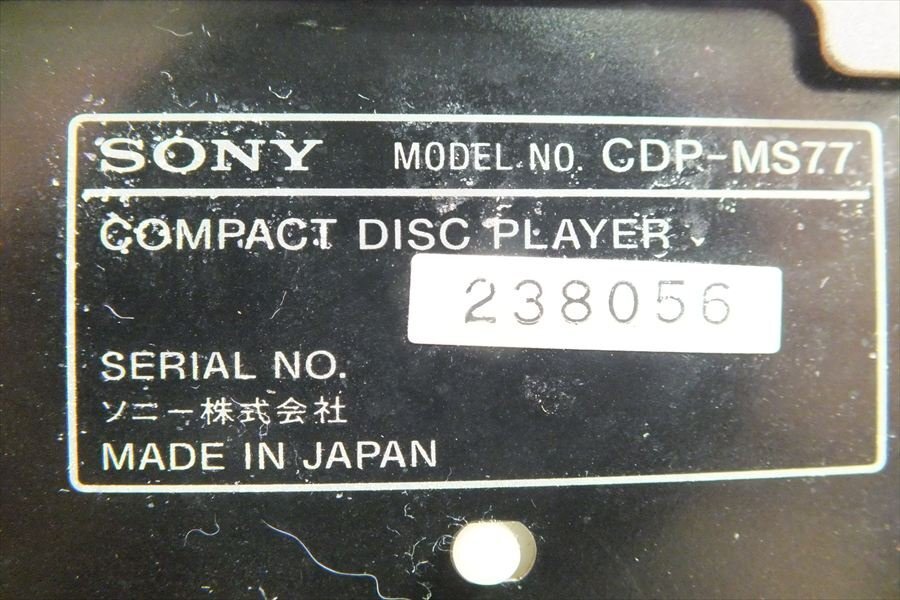 SONY MODEL NO. CDP-MS77
COMPACT DISC PLAYER
238056
SERIAL NO.
ソニー株式会社
MADE IN JAPAN